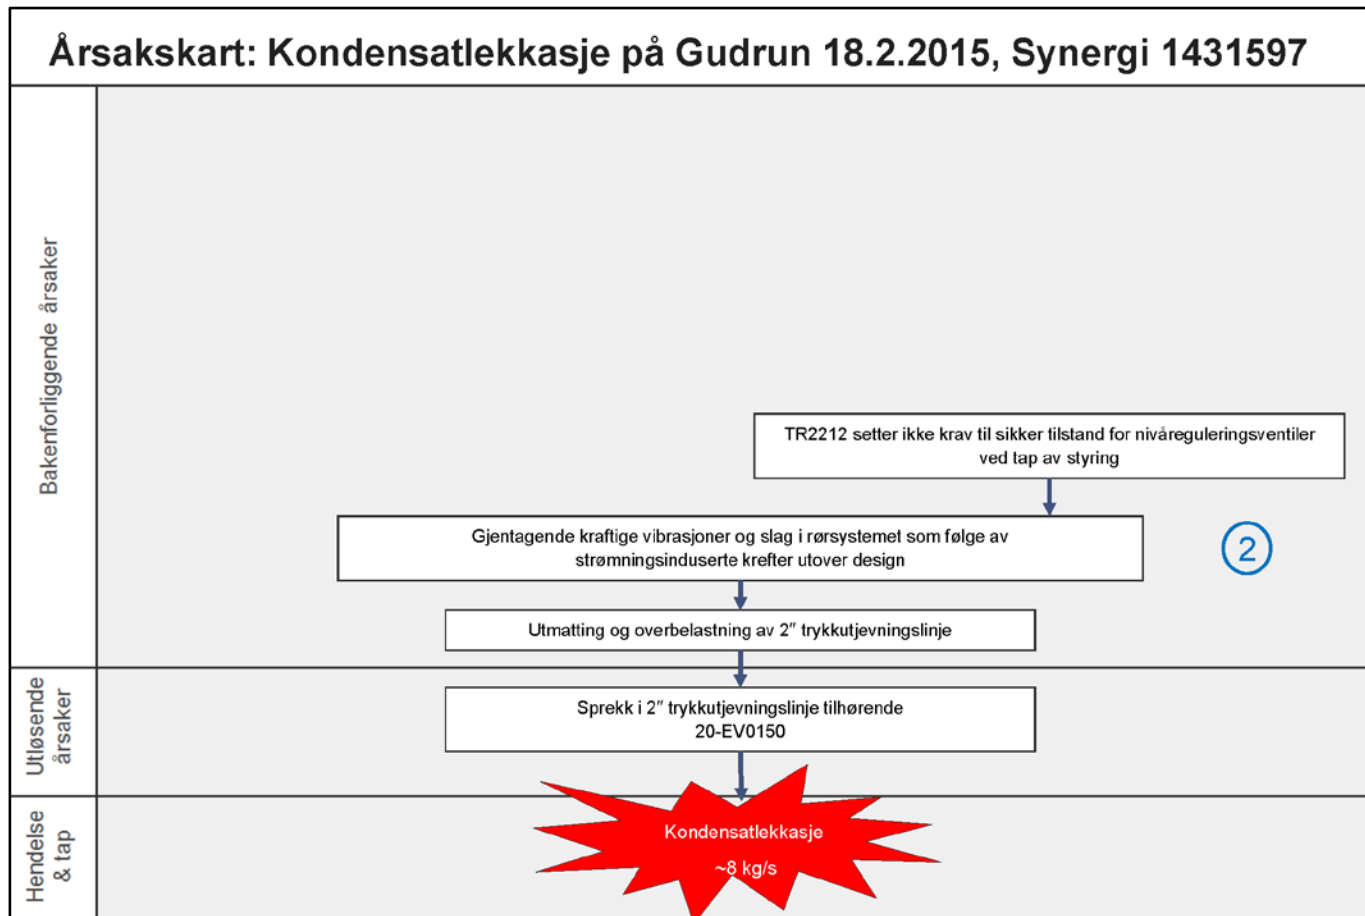 Årsakskart: Kondensatlekkasje på Gudrun 18.2.2015, Synergi 1431597
Bakenforliggende årsaker
TR2212 setter ikke krav til sikker tilstand for nivåreguleringsventiler
ved tap av styring
Gjentagende kraftige vibrasjoner og slag i rørsystemet som følge av
strømningsinduserte krefter utover design
2
Utmatting og overbelastning av 2" trykkutjevningslinje
Utløsende
årsaker
Sprekk i 2" trykkutjevningslinje tilhørende
20-EV0150
Hendelse
& tap
Kondensatlekkasje
~8 kg/s